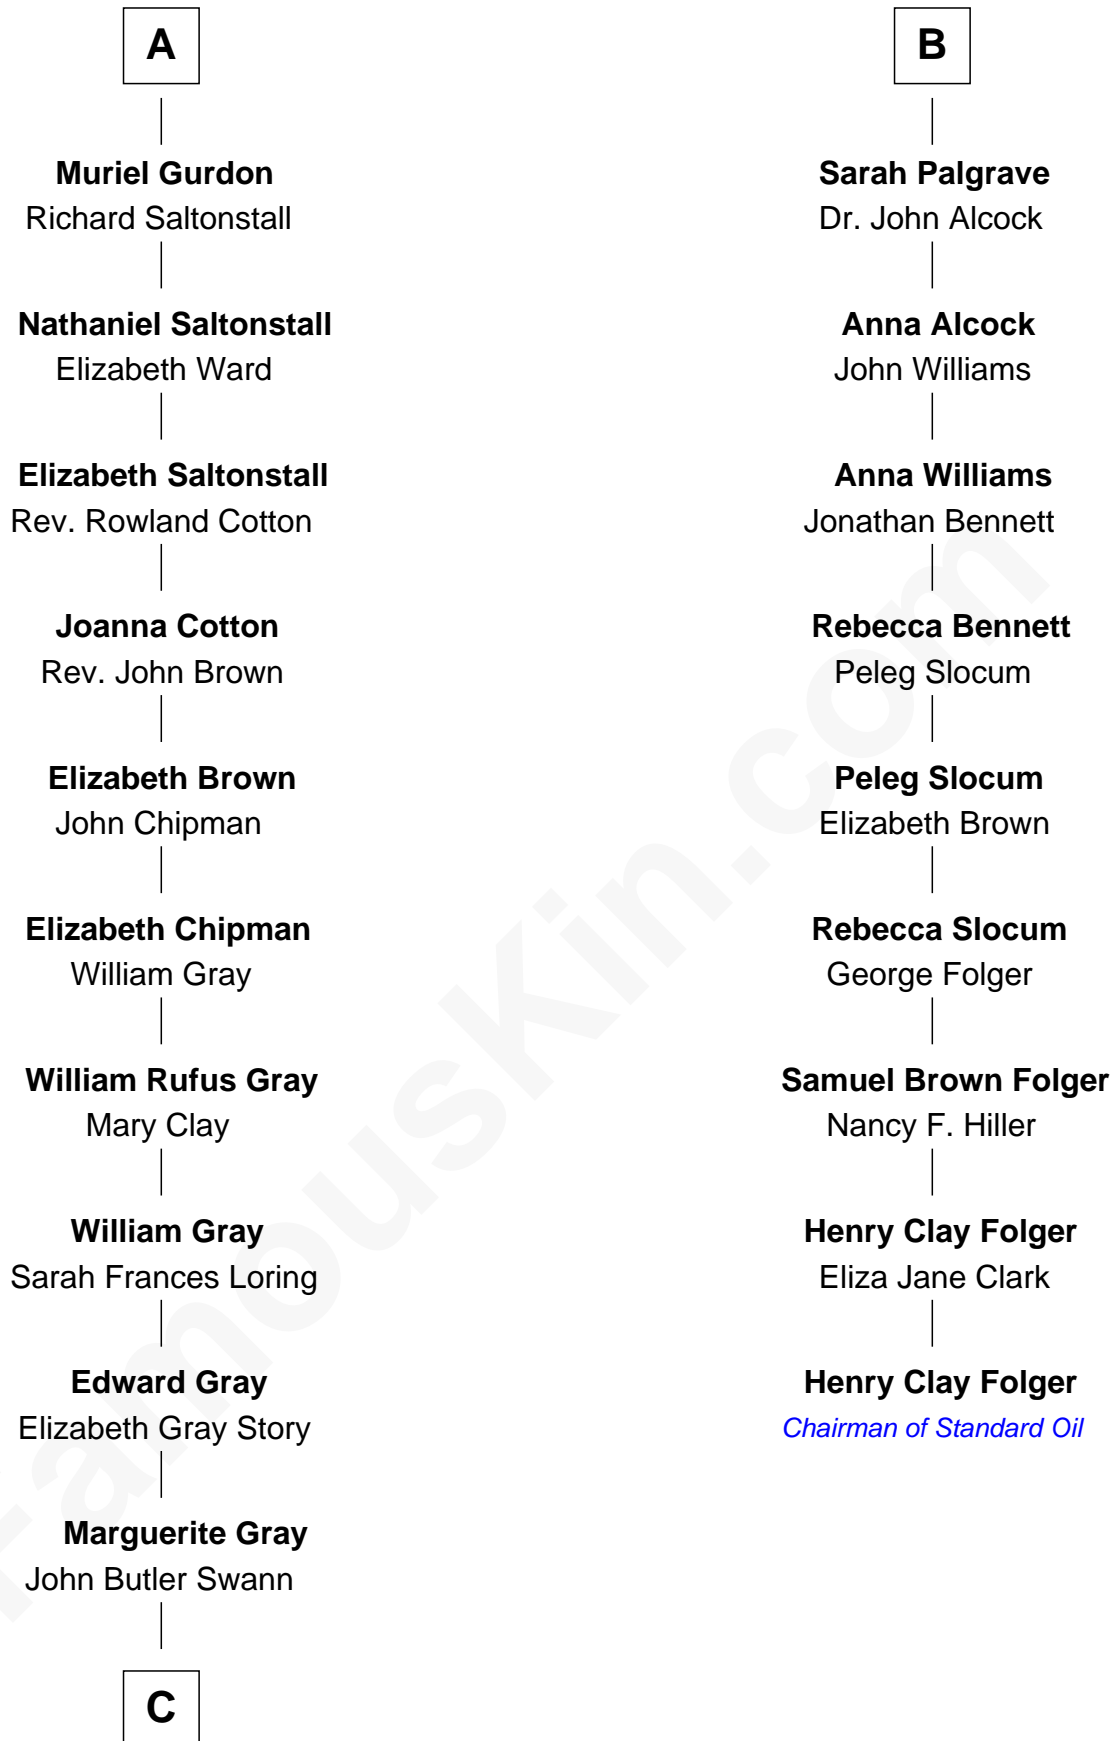 A
Muriel Gurdon
Richard Saltonstall
Nathaniel Saltonstall
Elizabeth Ward
Elizabeth Saltonstall
Rev. Rowland Cotton
Joanna Cotton
Rev. John Brown
Elizabeth Brown
John Chipman
Elizabeth Chipman
William Gray
William Rufus Gray
Mary Clay
William Gray
Sarah Frances Loring
Edward Gray
Elizabeth Gray Story
Marguerite Gray
John Butler Swann
C
B
Sarah Palgrave
Dr. John Alcock
Anna Alcock
John Williams
Anna Williams
Jonathan Bennett
Rebecca Bennett
Peleg Slocum
Peleg Slocum
Elizabeth Brown
Rebecca Slocum
George Folger
Samuel Brown Folger
Nancy F. Hiller
Henry Clay Folger
Eliza Jane Clark
Henry Clay Folger
Chairman of Standard Oil
FamousKin.com